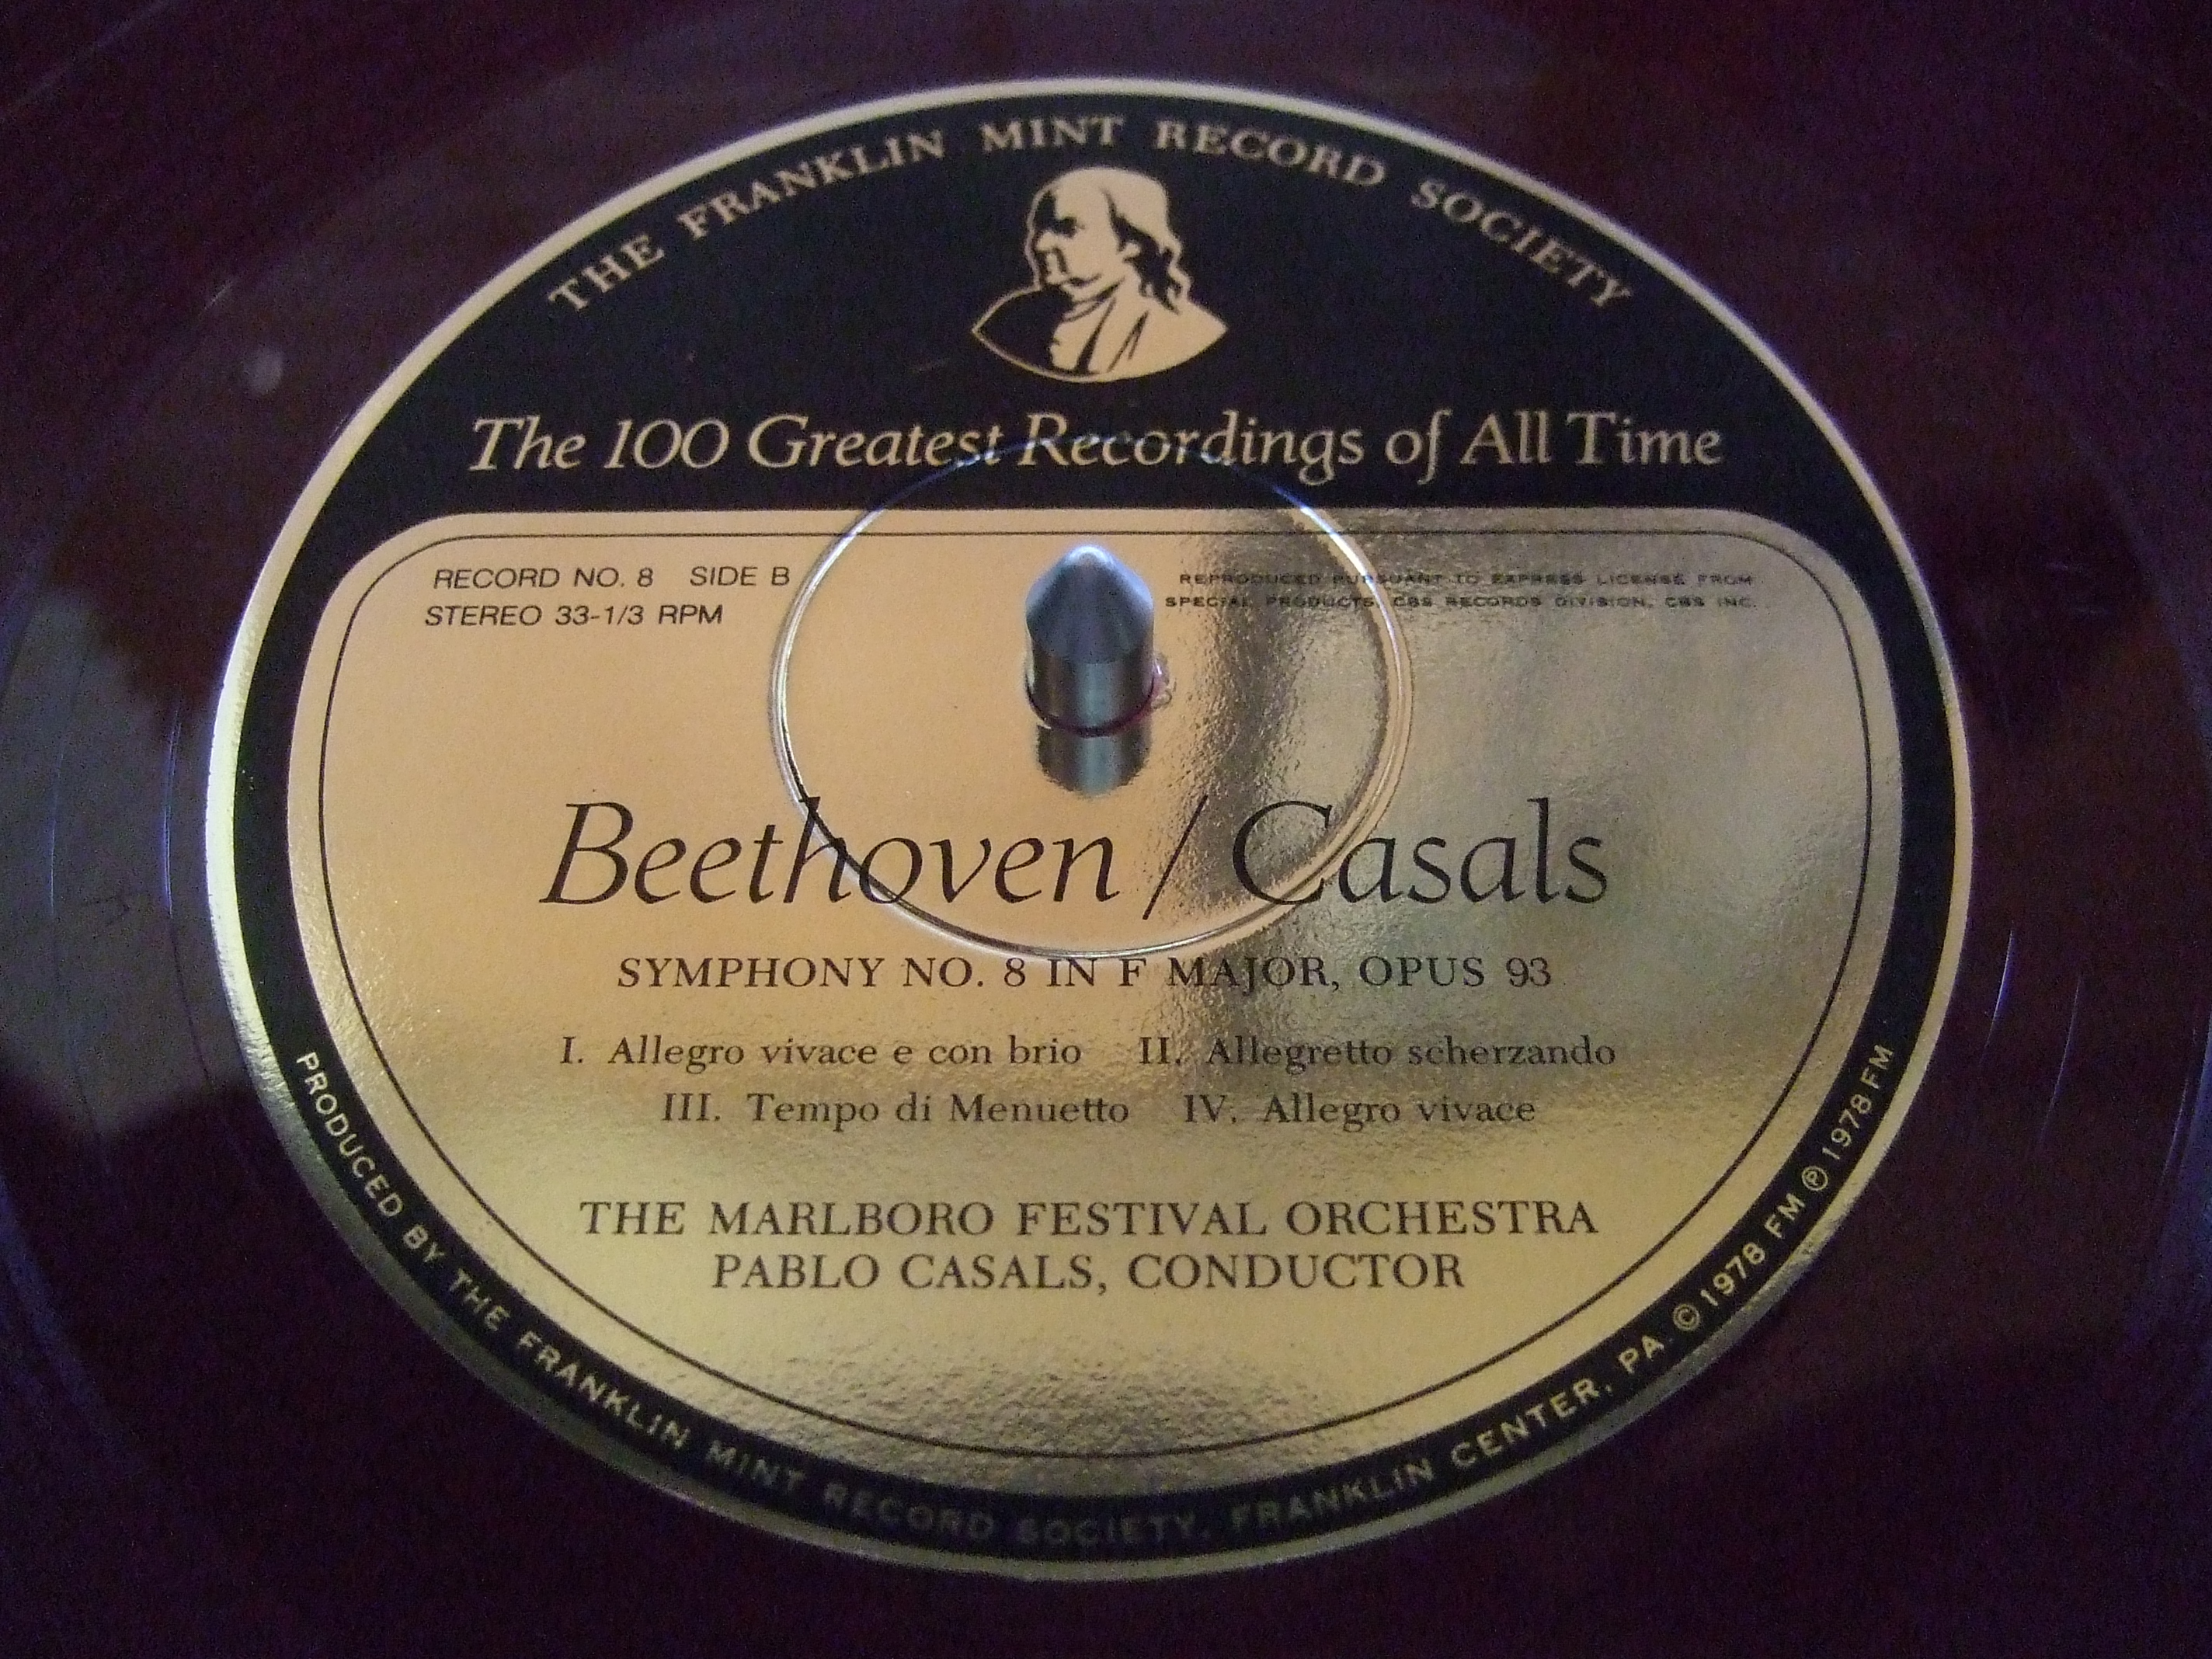 THE FRANKLIN MINT RECORD SOCIETY
The 100 Greatest Recordings of All Time
RECORD NO. 8 SIDE B
STEREO 33-1/3 RPM
REPRODUCED PURSUANT TO EXPRESS LICENSE FROM
SPECIAL PRODUCTS, CBS RECORDS DIVISION, CBS INC.
Beethoven / Casals
SYMPHONY NO. 8 IN F MAJOR, OPUS 93
I. Allegro vivace e con brio II. Allegretto scherzando
III. Tempo di Menuetto IV. Allegro vivace
THE MARLBORO FESTIVAL ORCHESTRA
PABLO CASALS, CONDUCTOR
PRODUCED BY THE FRANKLIN MINT RECORD SOCIETY, FRANKLIN CENTER, PA. © 1978 FM ℗ 1978 FM